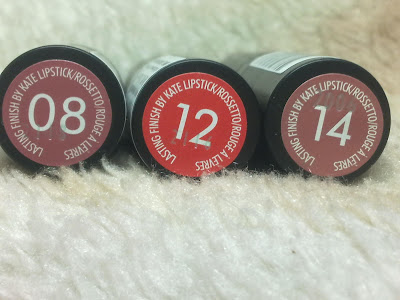 LASTING FINISH BY KATE LIPSTICK/ROSSETTO/ROUGE À LEVRES
08
LASTING FINISH BY KATE LIPSTICK/ROSSETTO/ROUGE À LEVRES
12
LASTING FINISH BY KATE LIPSTICK/ROSSETTO/ROUGE À LEVRES
14